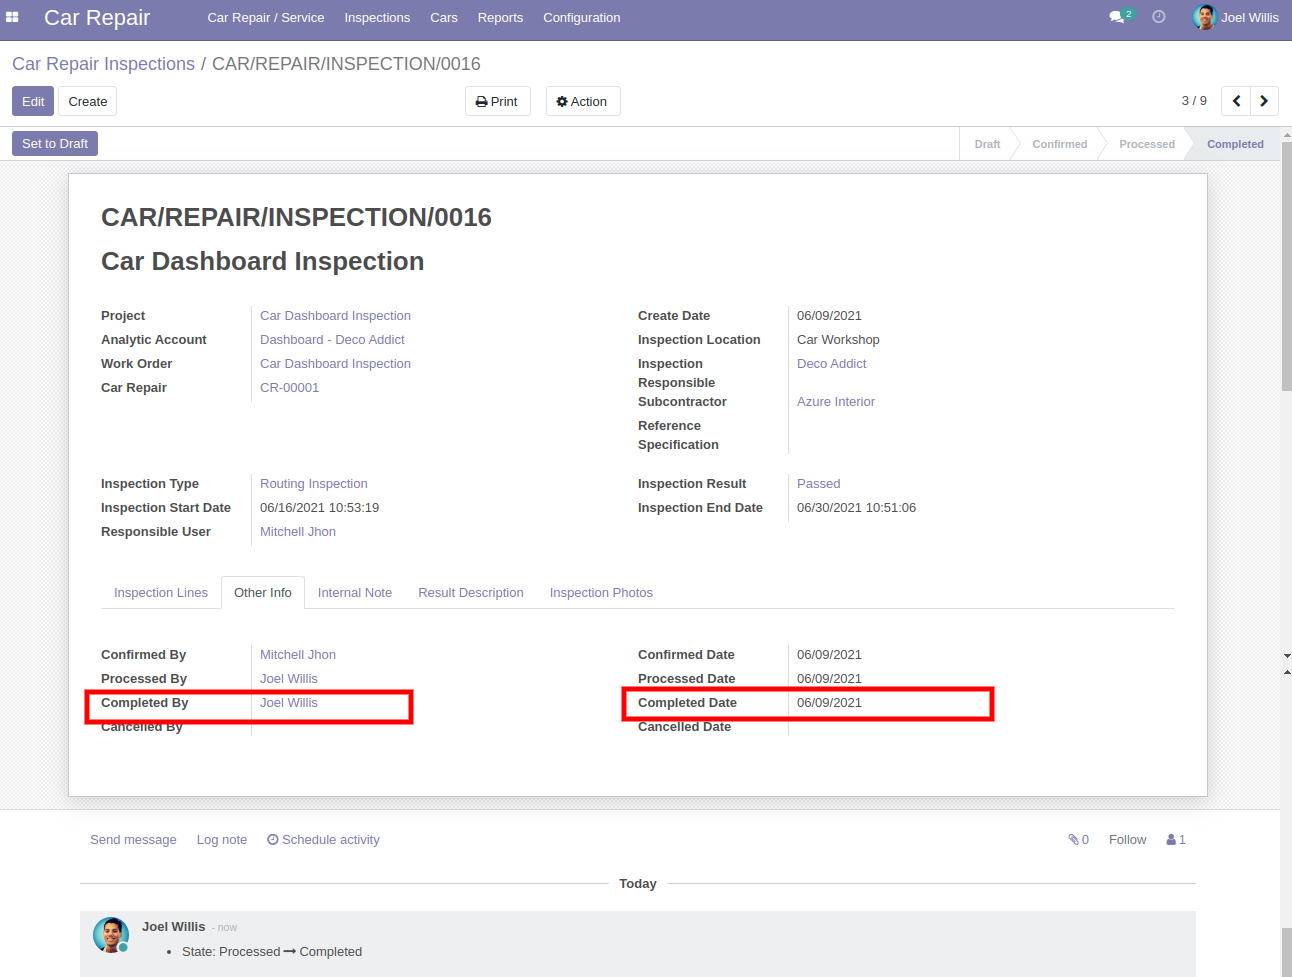 Car Repair
Car Repair / Service Inspections Cars Reports Configuration
2
Joel Willis
Car Repair Inspections / CAR/REPAIR/INSPECTION/0016
Edit Create
Print Action
3 / 9
Set to Draft
Draft Confirmed Processed Completed
CAR/REPAIR/INSPECTION/0016
Car Dashboard Inspection
Project Car Dashboard Inspection
Analytic Account Dashboard - Deco Addict
Work Order Car Dashboard Inspection
Car Repair CR-00001
Create Date 06/09/2021
Inspection Location Car Workshop
Inspection Responsible Deco Addict
Subcontractor Azure Interior
Reference Specification
Inspection Type Routing Inspection
Inspection Start Date 06/16/2021 10:53:19
Responsible User Mitchell Jhon
Inspection Result Passed
Inspection End Date 06/30/2021 10:51:06
Inspection Lines Other Info Internal Note Result Description Inspection Photos
Confirmed By Mitchell Jhon
Processed By Joel Willis
Completed By Joel Willis
Cancelled By
Confirmed Date 06/09/2021
Processed Date 06/09/2021
Completed Date 06/09/2021
Cancelled Date
Send message Log note Schedule activity
0 Follow 1
Today
Joel Willis - now
• State: Processed → Completed